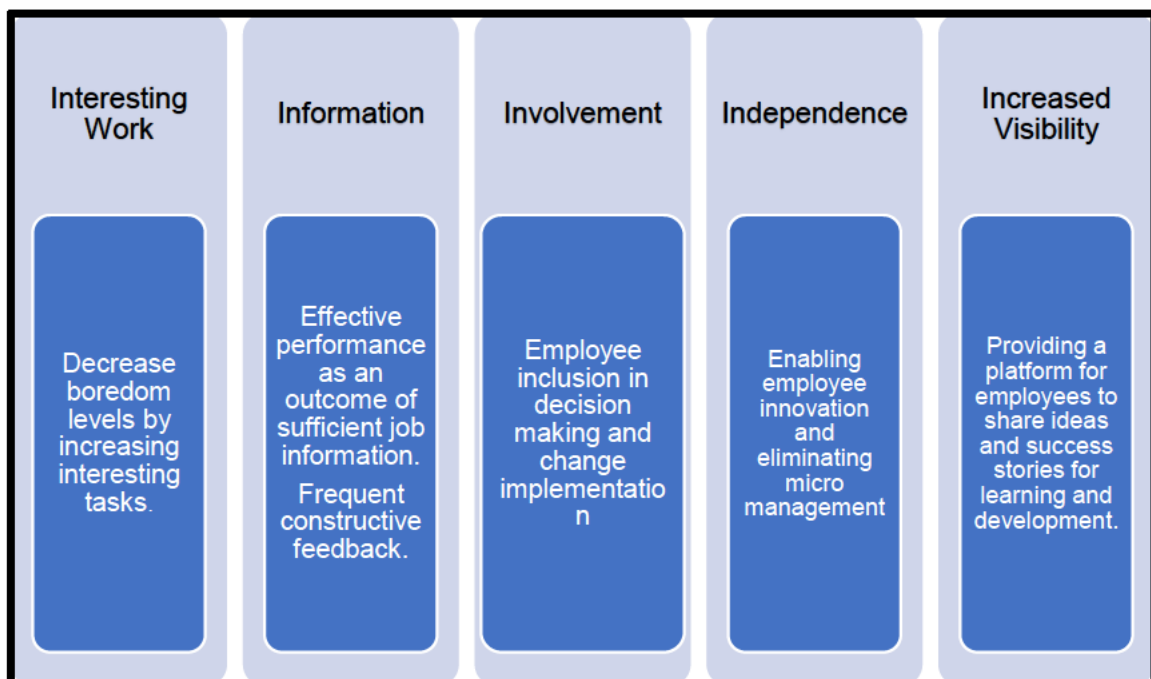 Interesting
Work
Decrease
boredom
levels by
increasing
interesting
tasks.
Information
Effective
performance
as an
outcome of
sufficient job
information.
Frequent
constructive
feedback.
Involvement
Employee
inclusion in
decision
making and
change
implementatio
n
Independence
Enabling
employee
innovation
and
eliminating
micro
management
Increased
Visibility
Providing a
platform for
employees to
share ideas
and success
stories for
learning and
development.